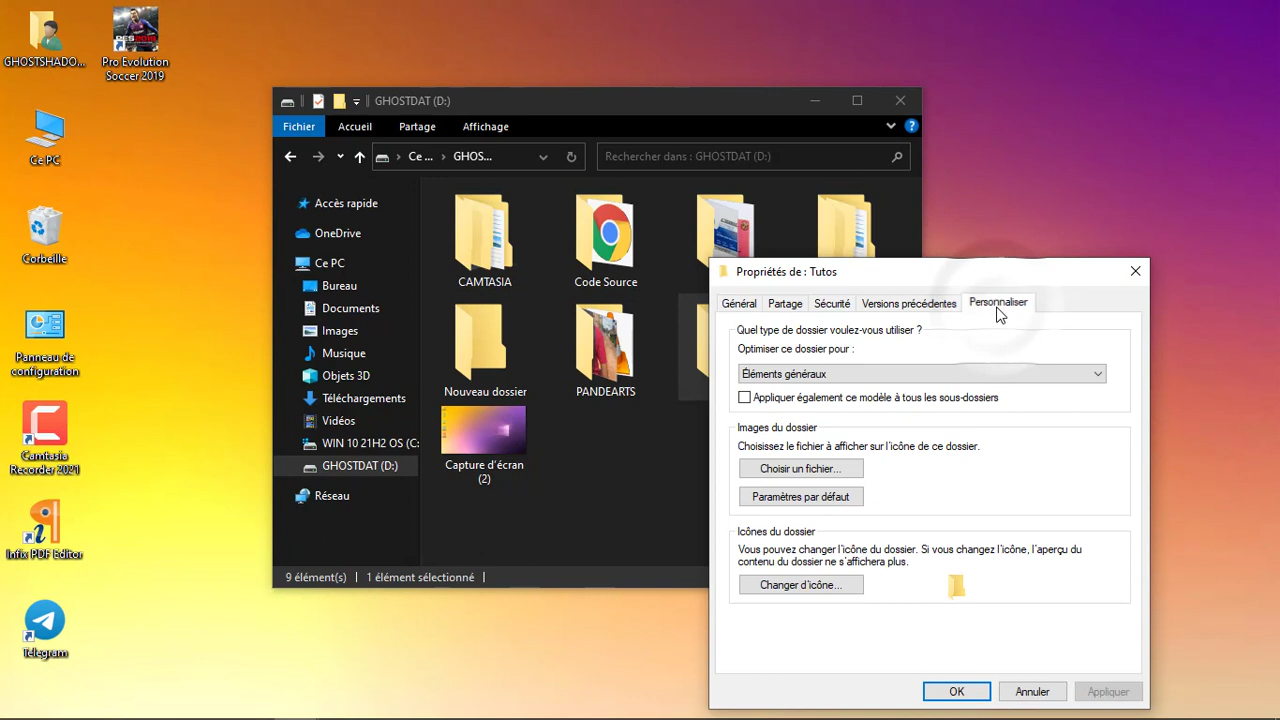 GHOSTSHADO...
Pro Evolution
Soccer 2019
Ce PC
Corbeille
Panneau de
configuration
Camtasia
Recorder 2021
Infix PDF Editor
Telegram
GHOSTDAT (D:)
Fichier
Accueil
Partage
Affichage
Ce ...
GHOS...
Rechercher dans : GHOSTDAT (D:)
Accès rapide
OneDrive
Ce PC
Bureau
Documents
Images
Musique
Objets 3D
Téléchargements
Vidéos
WIN 10 21H2 OS (C:
GHOSTDAT (D:)
Réseau
CAMTASIA
Code Source
Nouveau dossier
PANDEARTS
Capture d'écran
(2)
9 élément(s)
1 élément sélectionné
Propriétés de : Tutos
Général
Partage
Sécurité
Versions précédentes
Personnaliser
Quel type de dossier voulez-vous utiliser ?
Optimiser ce dossier pour :
Éléments généraux
Appliquer également ce modèle à tous les sous-dossiers
Images du dossier
Choisissez le fichier à afficher sur l'icône de ce dossier.
Choisir un fichier...
Paramètres par défaut
Icônes du dossier
Vous pouvez changer l'icône du dossier. Si vous changez l'icône, l'aperçu du
contenu du dossier ne s'affichera plus.
Changer d'icône...
OK
Annuler
Appliquer